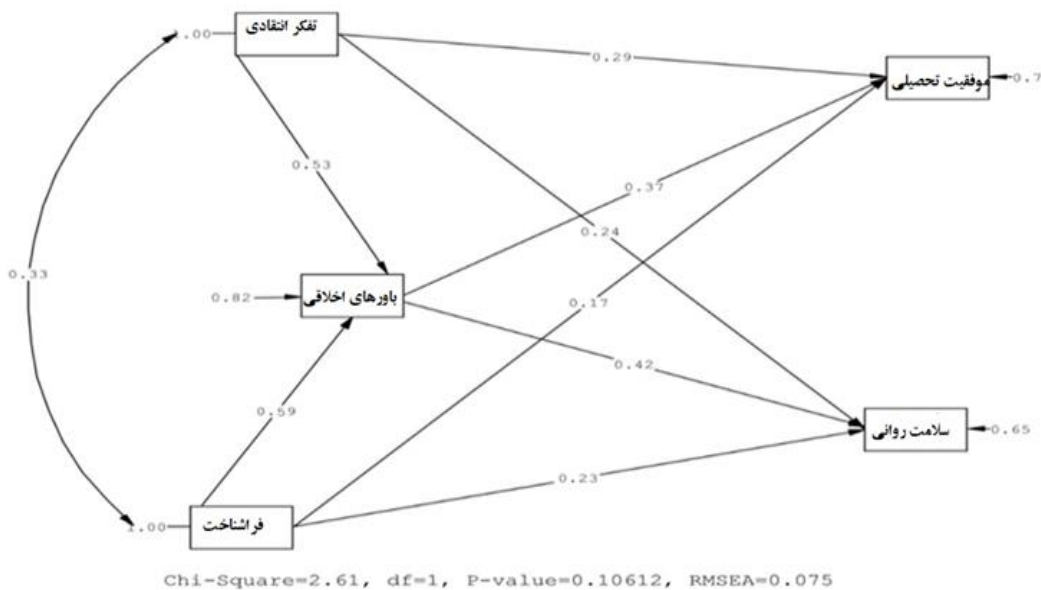 1.00
تفکر انتقادی
0.29
موفقیت تحصیلی
0.7
0.53
0.37
0.24
0.33
0.82
باورهای اخلاقی
0.17
0.42
0.59
سلامت روانی
0.65
0.23
1.00
فراشناخت
Chi-Square=2.61, df=1, P-value=0.10612, RMSEA=0.075